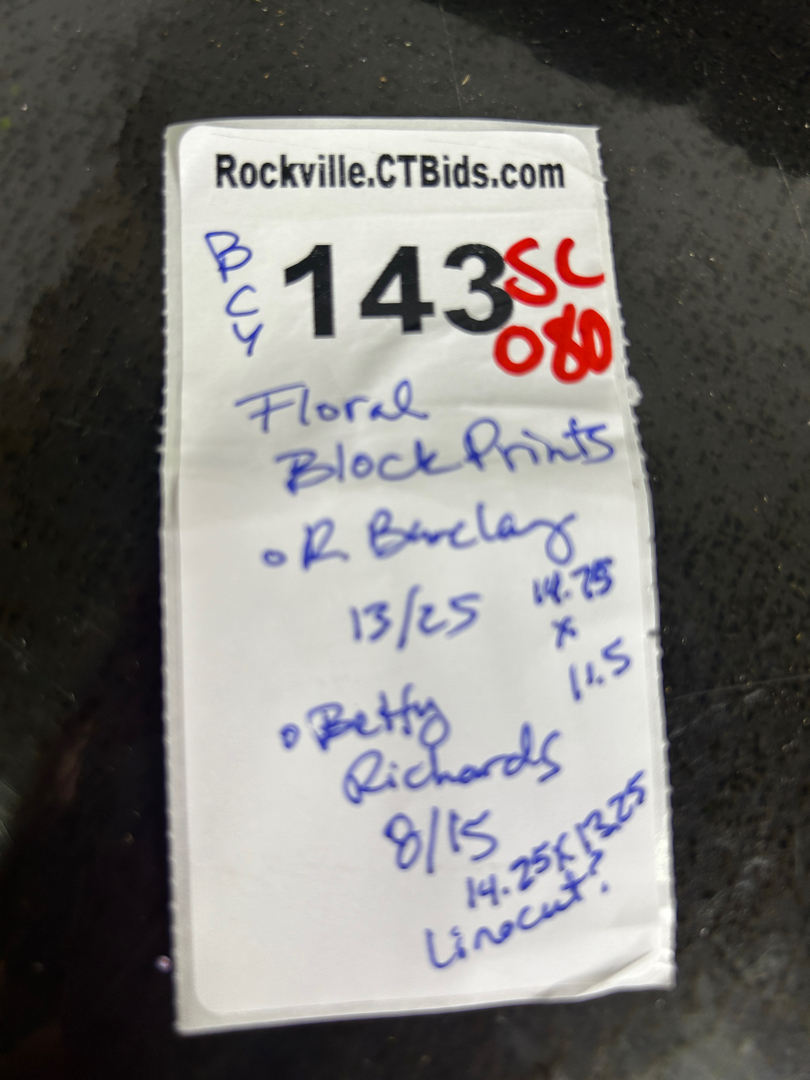 Rockville.CTBids.com
BCY
143
SC
080
Floral
Block Prints
• R. Barclay
13/25
14.75
x
11.5
• Betty
Richards
8/15
14.25 x 13.25
Linocut?